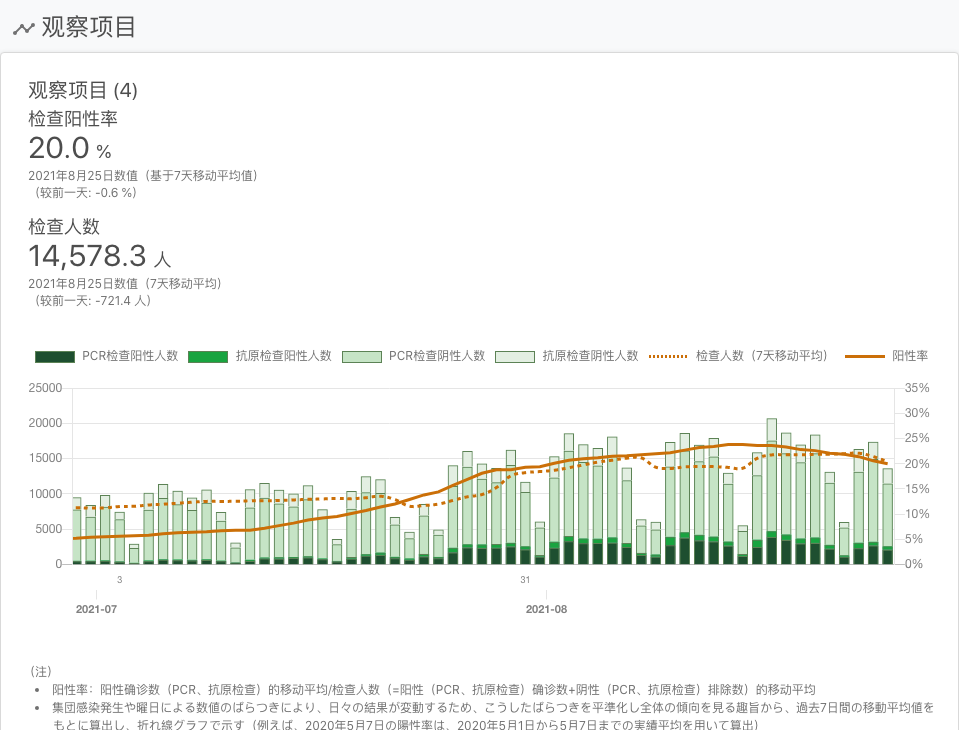 观察项目
观察项目 (4)
检查阳性率
20.0 %
2021年8月25日数值（基于7天移动平均值）
（较前一天: -0.6 %）
检查人数
14,578.3 人
2021年8月25日数值（7天移动平均）
（较前一天: -721.4 人）
PCR检查阳性人数 抗原检查阳性人数 PCR检查阴性人数 抗原检查阴性人数 检查人数（7天移动平均） 阳性率
25000 35%
30%
20000
25%
15000
20%
15%
10000
10%
5000
5%
0 0%
3 31
2021-07 2021-08
（注）
• 阳性率：阳性确诊数（PCR、抗原检查）的移动平均/检查人数（=阳性（PCR、抗原检查）确诊数+阴性（PCR、抗原检查）排除数）的移动平均
• 集団感染発生や曜日による数値のばらつきにより、日々の結果が変動するため、こうしたばらつきを平準化し全体の傾向を見る趣旨から、過去7日間の移動平均値を
もとに算出し、折れ線グラフで示す（例えば、2020年5月7日の陽性率は、2020年5月1日から5月7日までの実績平均を用いて算出）